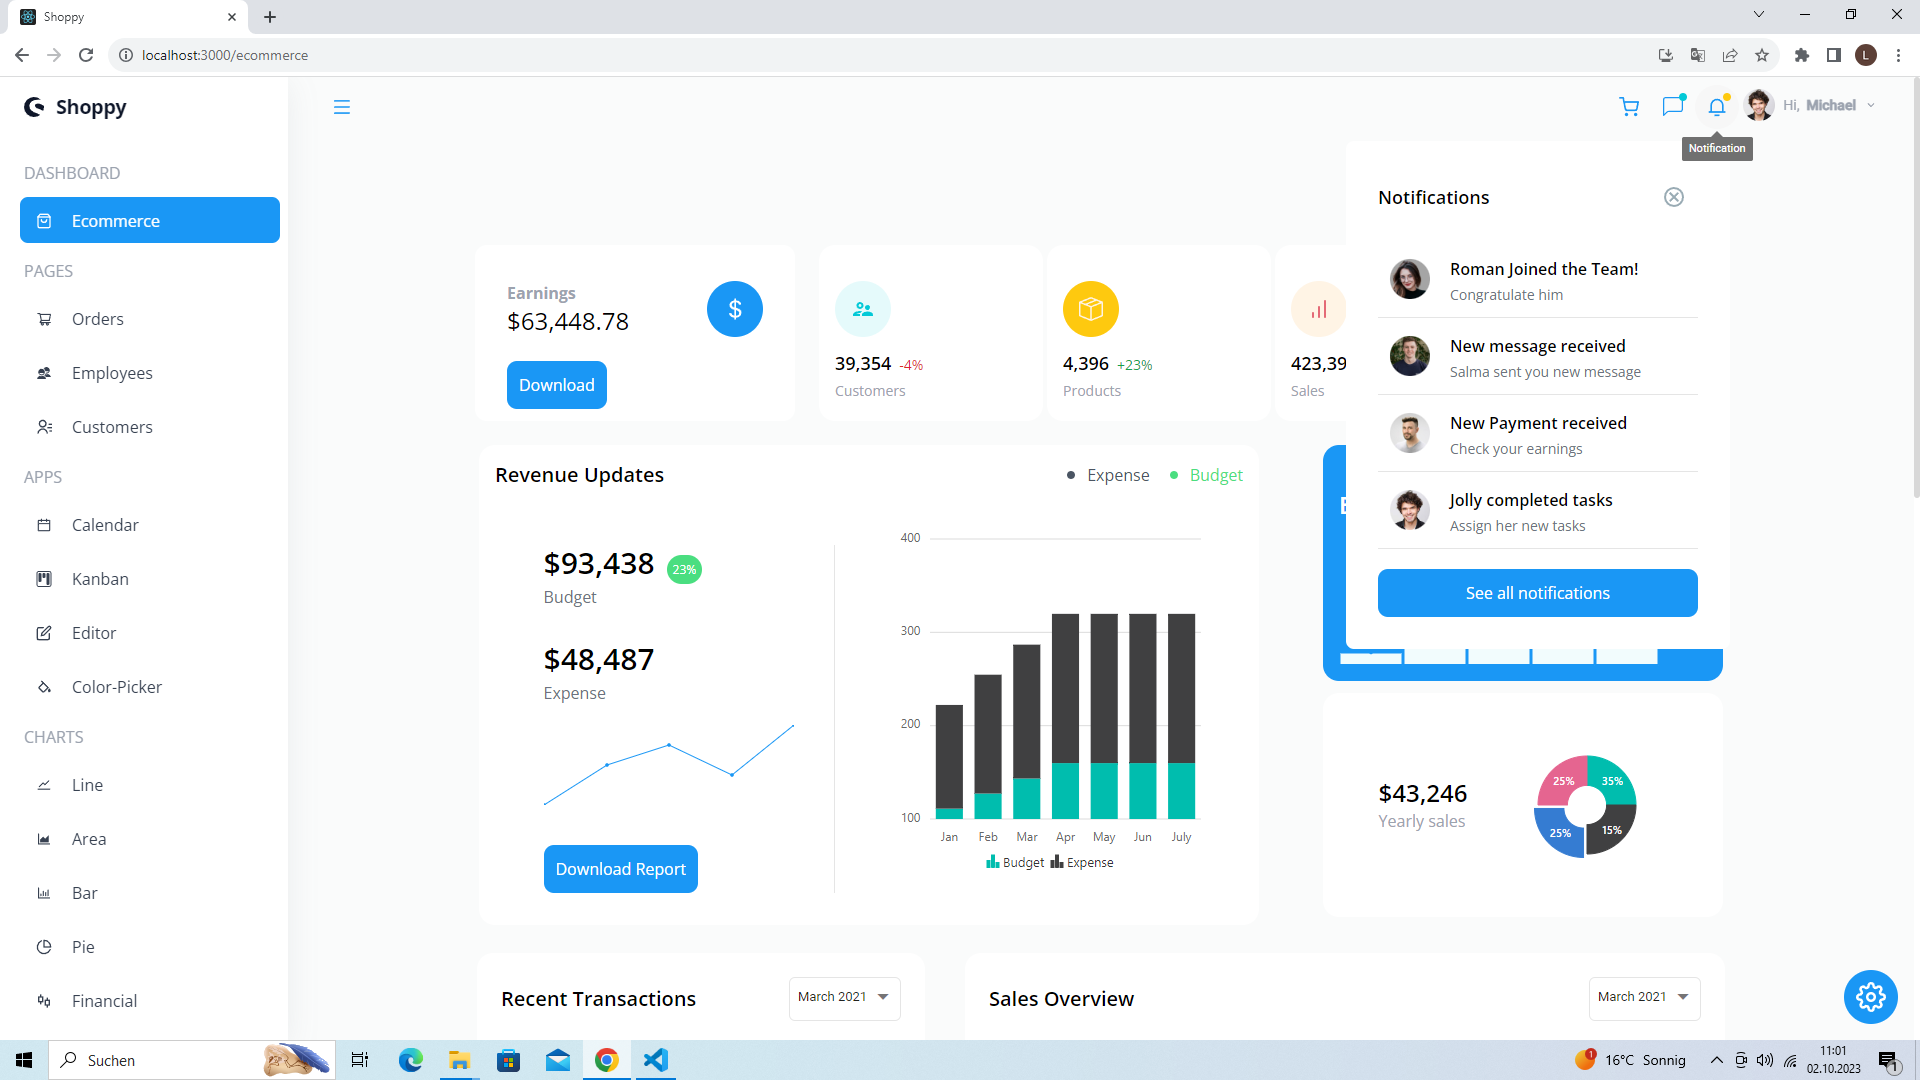 Shoppy
localhost:3000/ecommerce
L
Shoppy
Hi, Michael
Notification
DASHBOARD
Ecommerce
PAGES
Orders
Employees
Customers
APPS
Calendar
Kanban
Editor
Color-Picker
CHARTS
Line
Area
Bar
Pie
Financial
Earnings
$63,448.78
$
Download
39,354 -4%
Customers
4,396 +23%
Products
423,39
Sales
Notifications
Roman Joined the Team!
Congratulate him
New message received
Salma sent you new message
New Payment received
Check your earnings
Jolly completed tasks
Assign her new tasks
See all notifications
Revenue Updates
Expense
Budget
$93,438 23%
Budget
$48,487
Expense
Download Report
400
300
200
100
Jan Feb Mar Apr May Jun July
Budget Expense
$43,246
Yearly sales
25% 35%
25% 15%
Recent Transactions
March 2021
Sales Overview
March 2021
Suchen
1
16°C Sonnig
11:01
02.10.2023
1